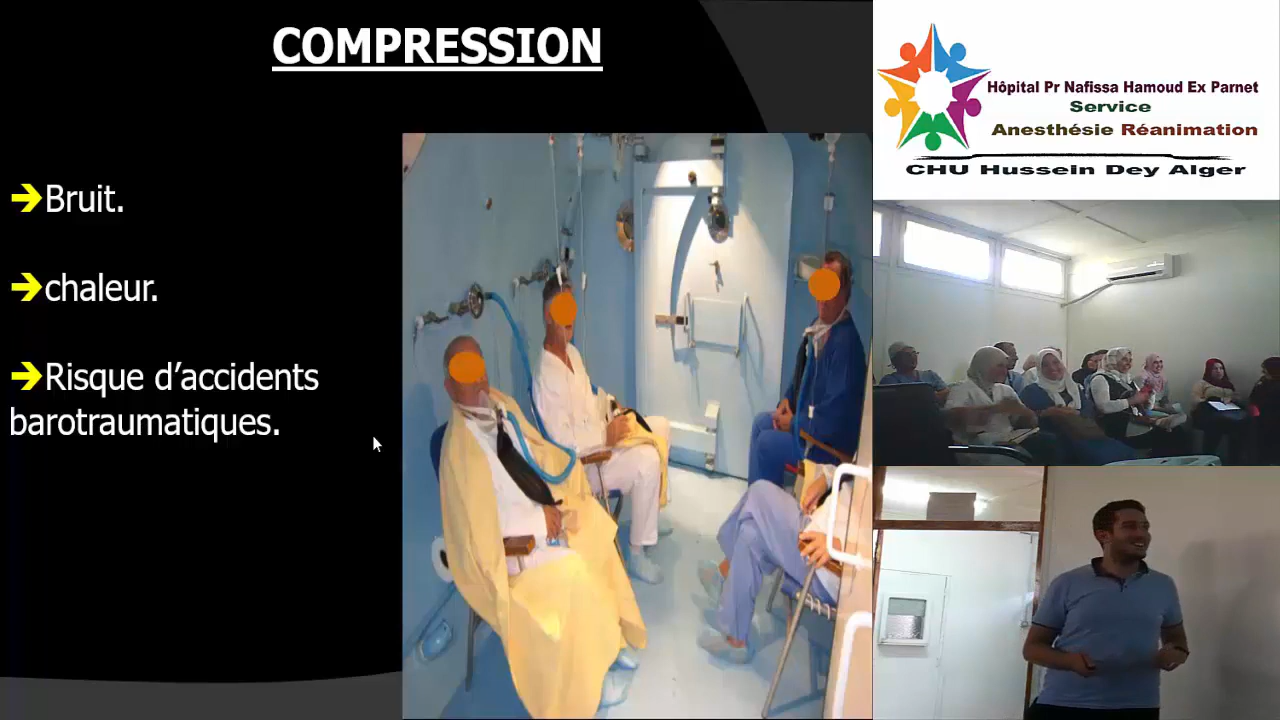 COMPRESSION
➔Bruit.
➔chaleur.
➔Risque d’accidents
barotraumatiques.
Hôpital Pr Nafissa Hamoud Ex Parnet
Service
Anesthésie Réanimation
CHU Hussein Dey Alger